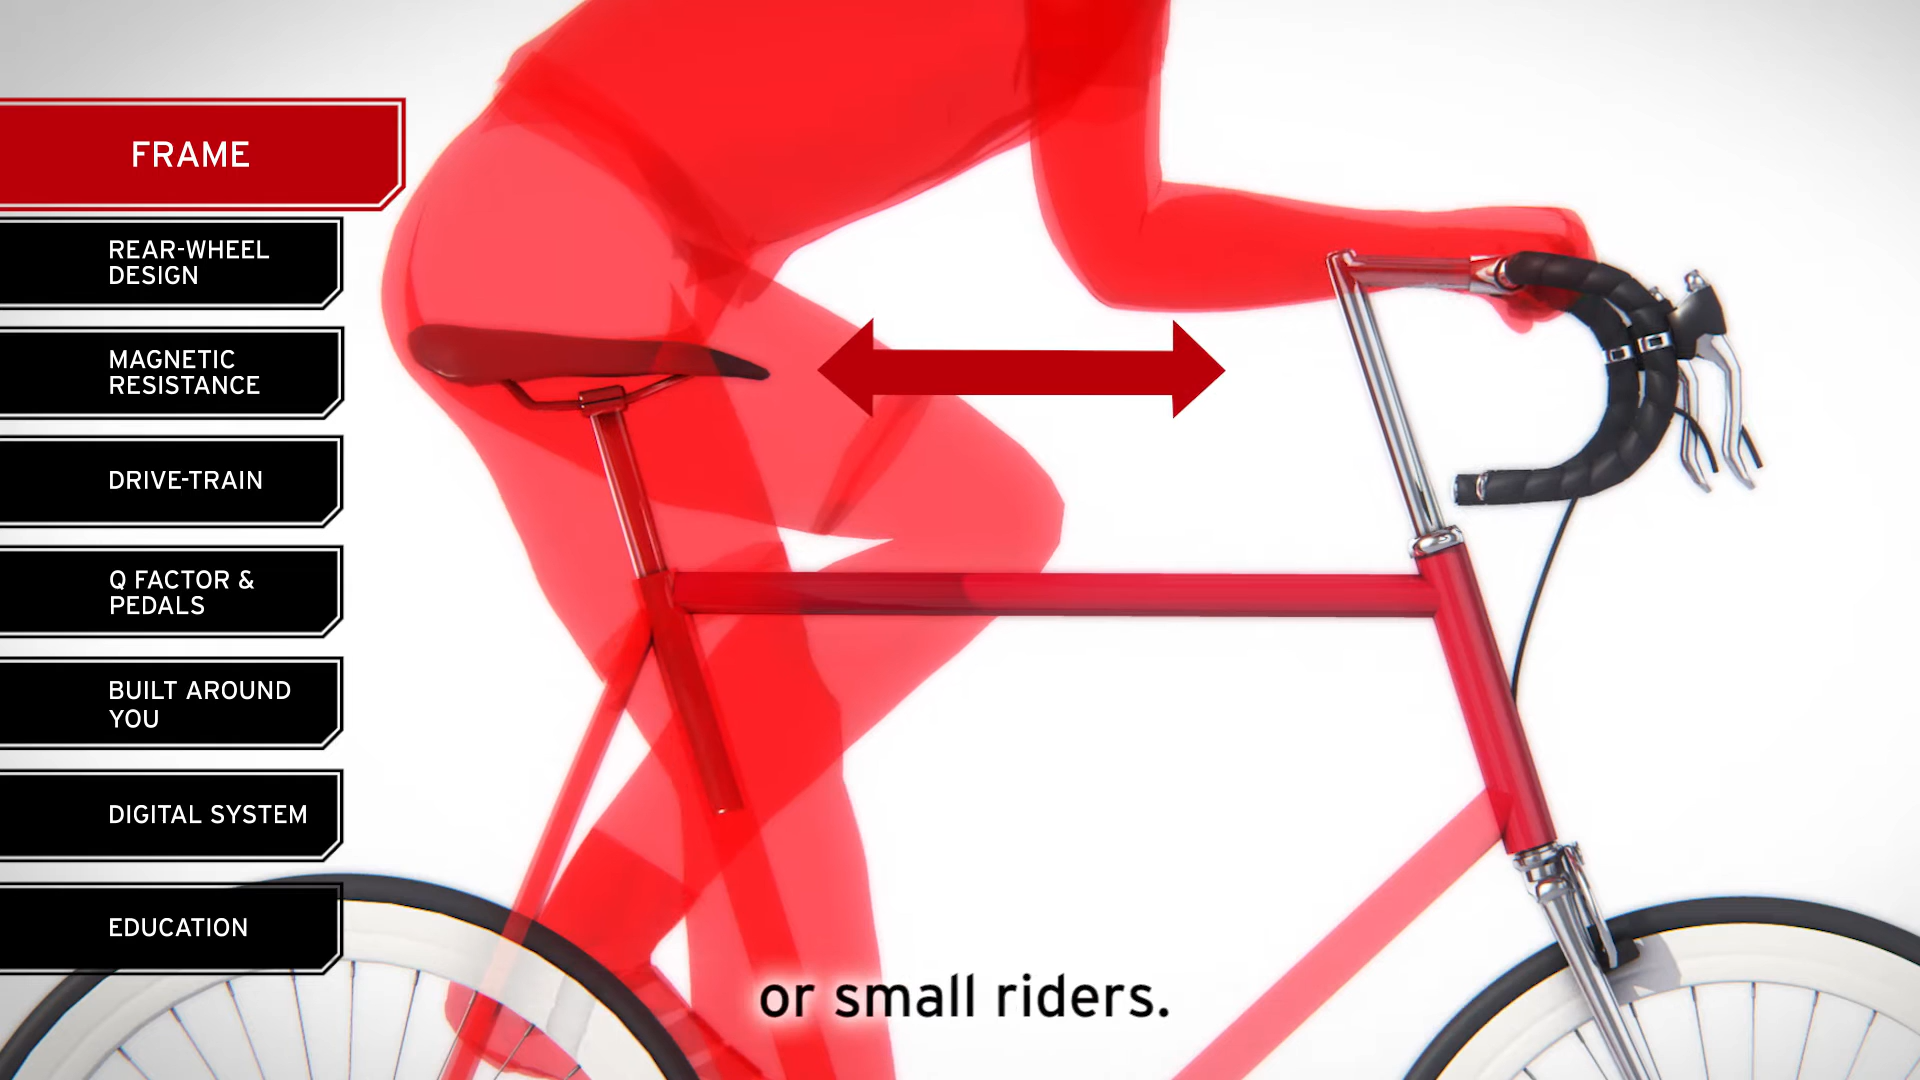 FRAME
REAR-WHEEL
DESIGN
MAGNETIC
RESISTANCE
DRIVE-TRAIN
Q FACTOR &
PEDALS
BUILT AROUND
YOU
DIGITAL SYSTEM
EDUCATION
or small riders.